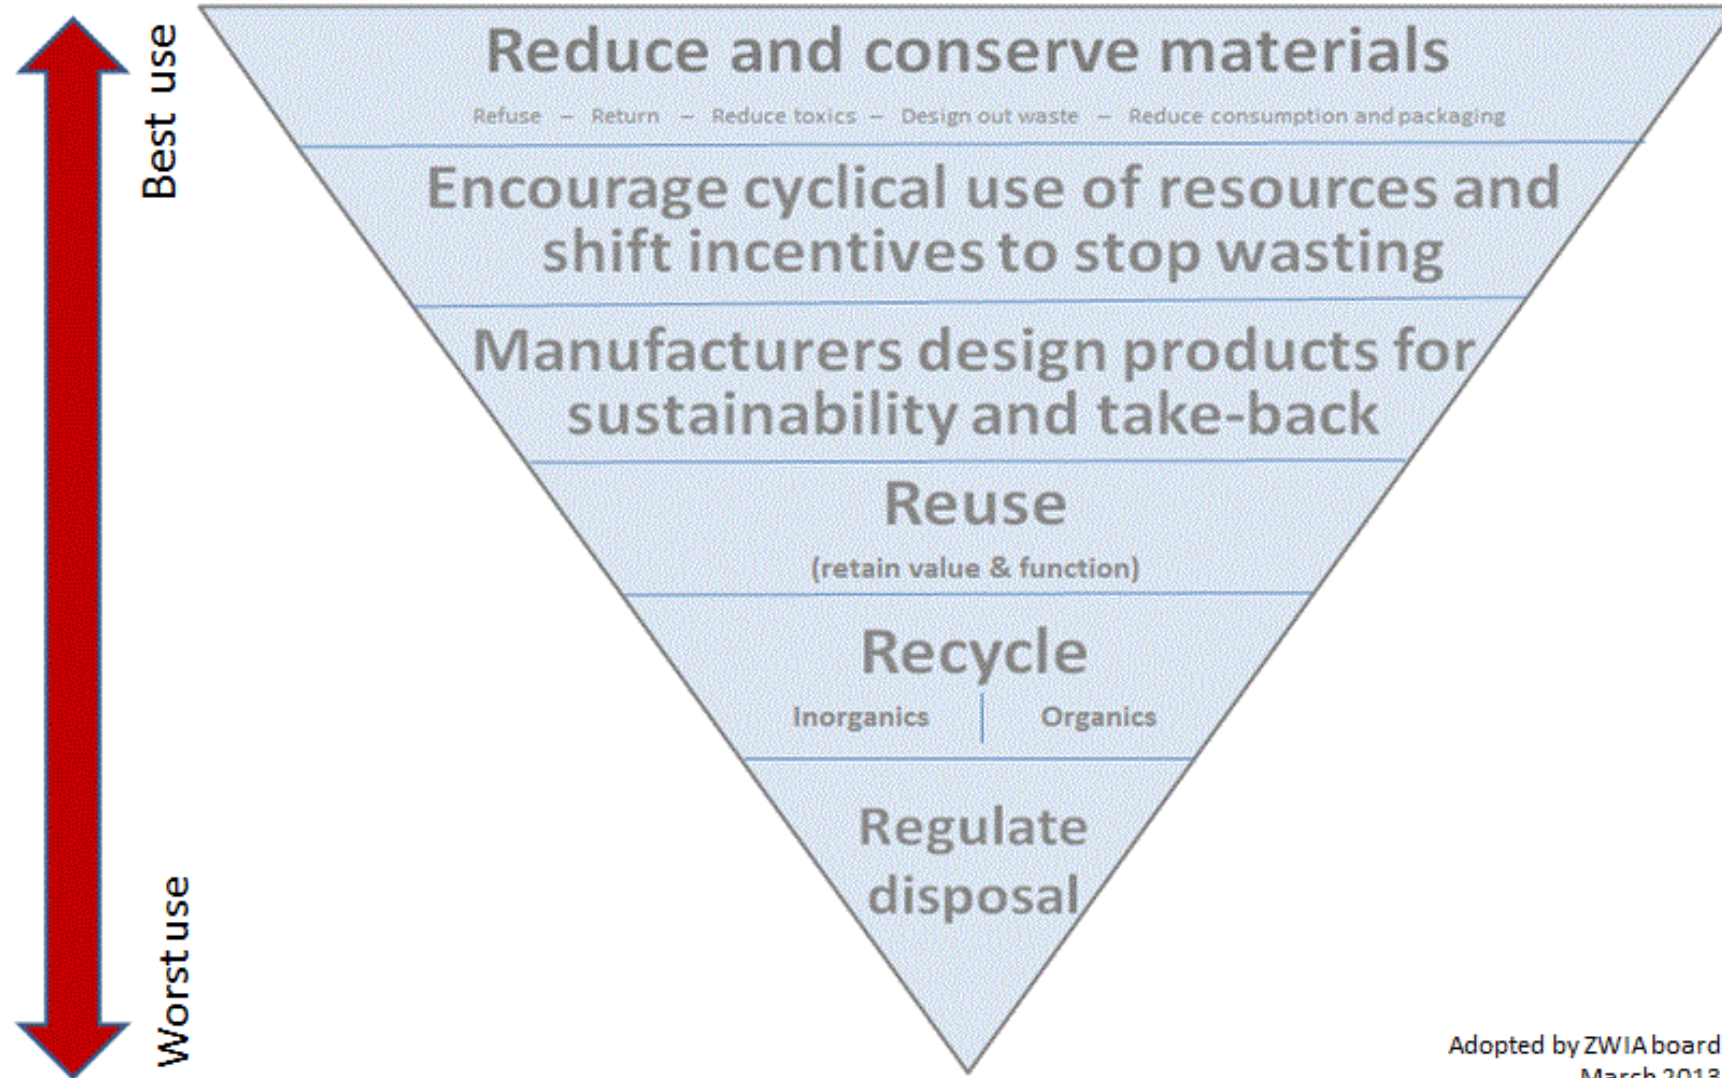 Best use
Reduce and conserve materials
Refuse – Return – Reduce toxics – Design out waste – Reduce consumption and packaging
Encourage cyclical use of resources and
shift incentives to stop wasting
Manufacturers design products for
sustainability and take-back
Reuse
(retain value & function)
Recycle
Inorganics
Organics
Regulate
disposal
Worst use
Adopted by ZWIA board
March 2013